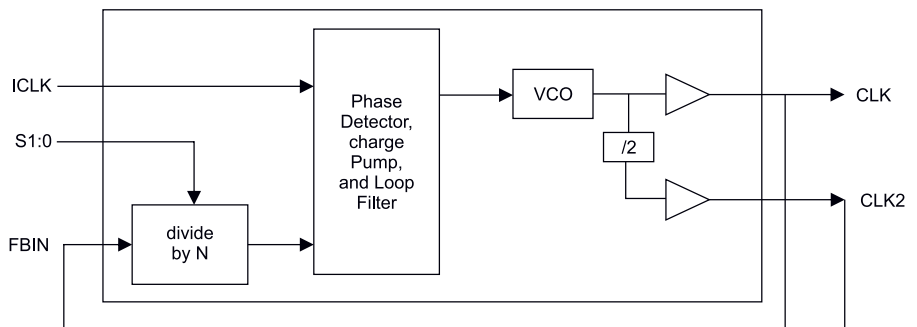 ICLK
S1:0
FBIN
divide
by N
Phase
Detector,
charge
Pump,
and Loop
Filter
VCO
/2
CLK
CLK2